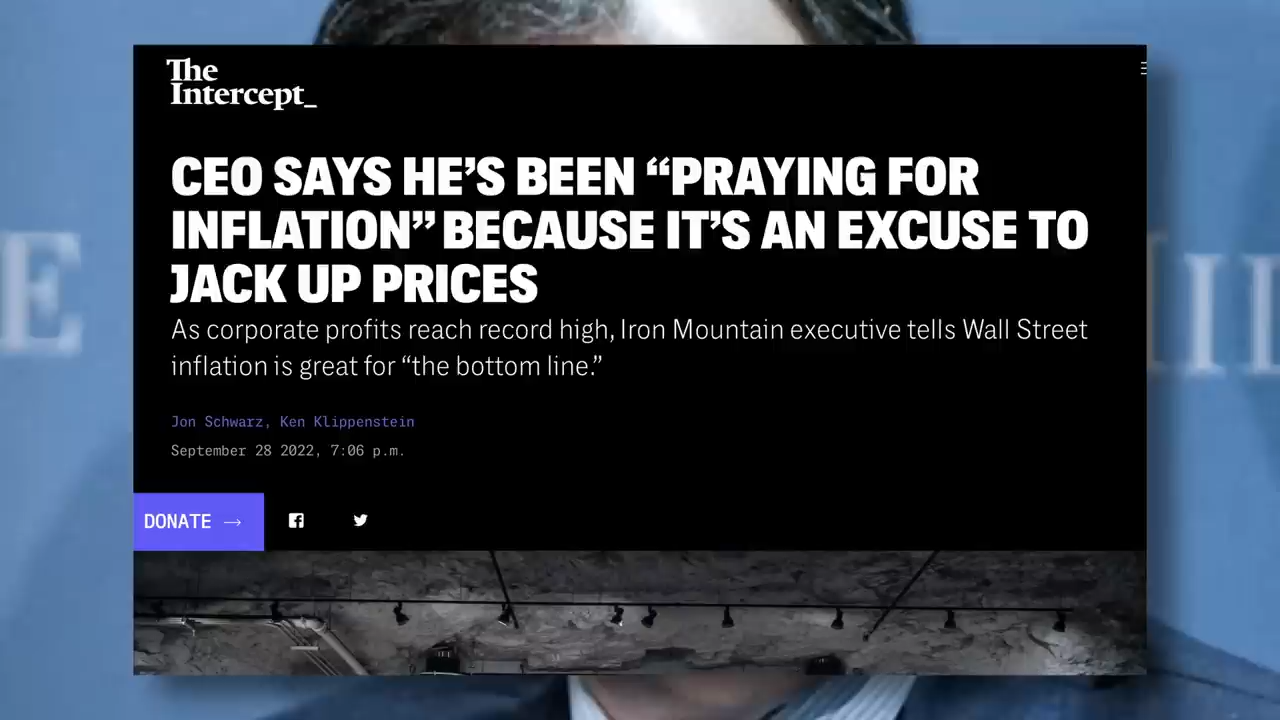 The
Intercept_
CEO SAYS HE’S BEEN “PRAYING FOR
INFLATION” BECAUSE IT’S AN EXCUSE TO
JACK UP PRICES
As corporate profits reach record high, Iron Mountain executive tells Wall Street
inflation is great for “the bottom line.”
Jon Schwarz, Ken Klippenstein
September 28 2022, 7:06 p.m.
DONATE →